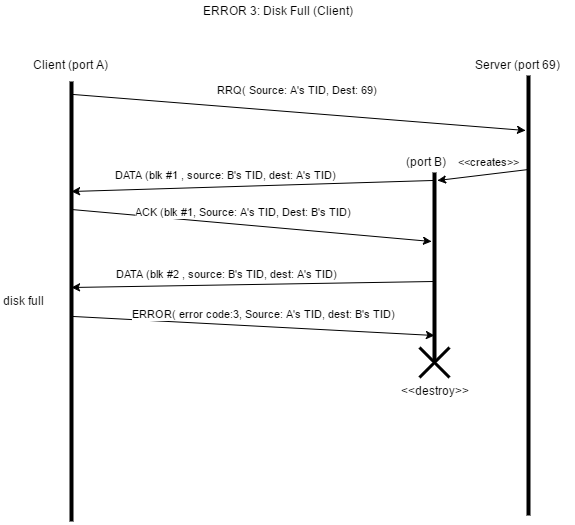 ERROR 3: Disk Full (Client)
Client (port A)
Server (port 69)
RRQ( Source: A's TID, Dest: 69)
(port B)
<<creates>>
DATA (blk #1 , source: B's TID, dest: A's TID)
ACK (blk #1, Source: A's TID, Dest: B's TID)
DATA (blk #2 , source: B's TID, dest: A's TID)
disk full
ERROR( error code:3, Source: A's TID, dest: B's TID)
<<destroy>>